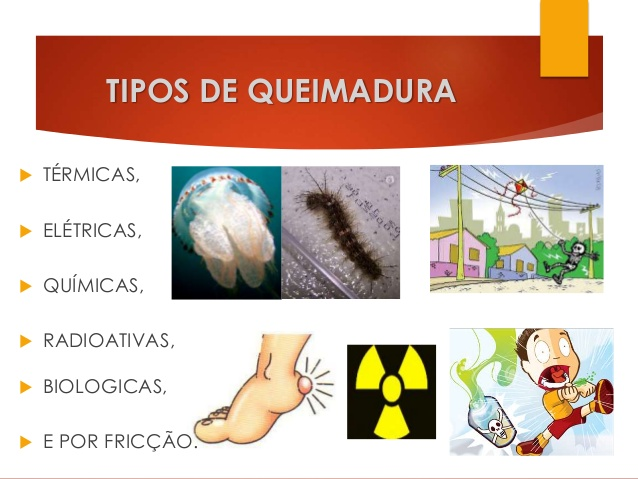 TIPOS DE QUEIMADURA
TÉRMICAS,
ELÉTRICAS,
QUÍMICAS,
RADIOATIVAS,
BIOLOGICAS,
E POR FRICÇÃO.